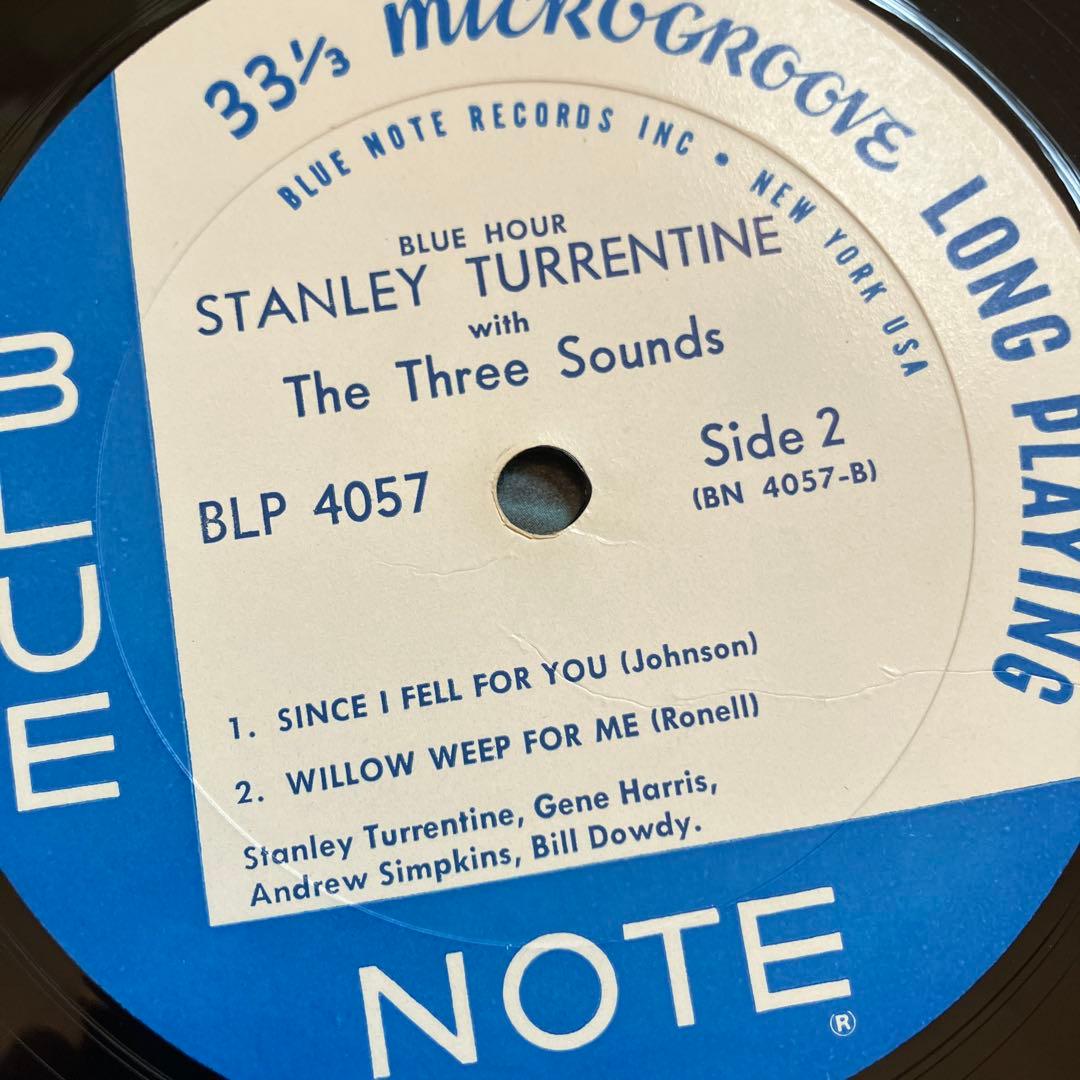 33⅓ MICROGROOVE LONG PLAYING
BLUE NOTE RECORDS INC • NEW YORK USA
BLUE HOUR
STANLEY TURRENTINE
with
The Three Sounds
BLP 4057
Side 2
(BN 4057-B)
1. SINCE I FELL FOR YOU (Johnson)
2. WILLOW WEEP FOR ME (Ronell)
Stanley Turrentine, Gene Harris,
Andrew Simpkins, Bill Dowdy.
BLUE
NOTE ®